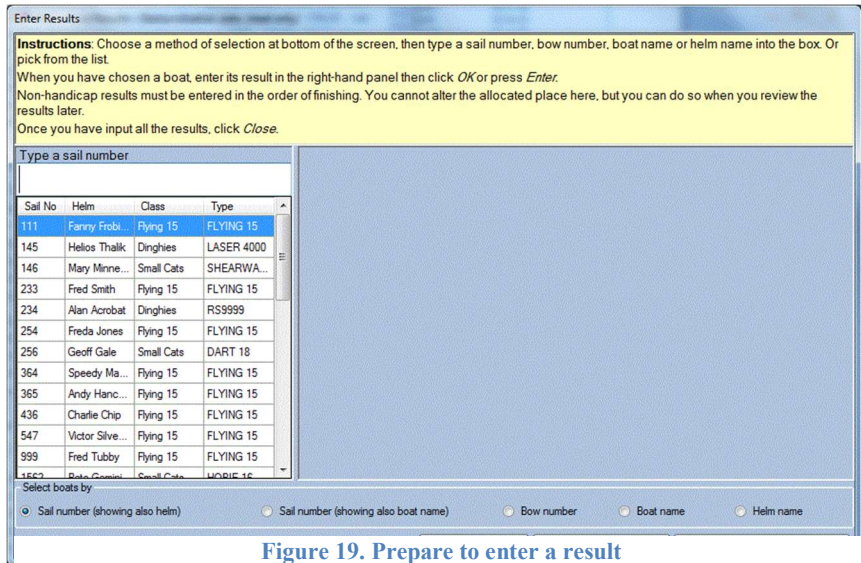 Enter Results
Instructions: Choose a method of selection at bottom of the screen, then type a sail number, bow number, boat name or helm name into the box. Or
pick from the list.
When you have chosen a boat, enter its result in the right-hand panel then click OK or press Enter.
Non-handicap results must be entered in the order of finishing. You cannot alter the allocated place here, but you can do so when you review the
results later.
Once you have input all the results, click Close.
Type a sail number
Sail No Helm Class Type
111 Fanny Frobi... Flying 15 FLYING 15
145 Helios Thalik Dinghies LASER 4000
146 Mary Minne... Small Cats SHEARWA...
233 Fred Smith Flying 15 FLYING 15
234 Alan Acrobat Dinghies RS9999
254 Freda Jones Flying 15 FLYING 15
256 Geoff Gale Small Cats DART 18
364 Speedy Ma... Flying 15 FLYING 15
365 Andy Hanc... Flying 15 FLYING 15
436 Charlie Chip Flying 15 FLYING 15
547 Victor Silve... Flying 15 FLYING 15
999 Fred Tubby Flying 15 FLYING 15
Small Cats HOBIE 16
Select boats by
Sail number (showing also helm) Sail number (showing also boat name) Bow number Boat name Helm name
Figure 19. Prepare to enter a result